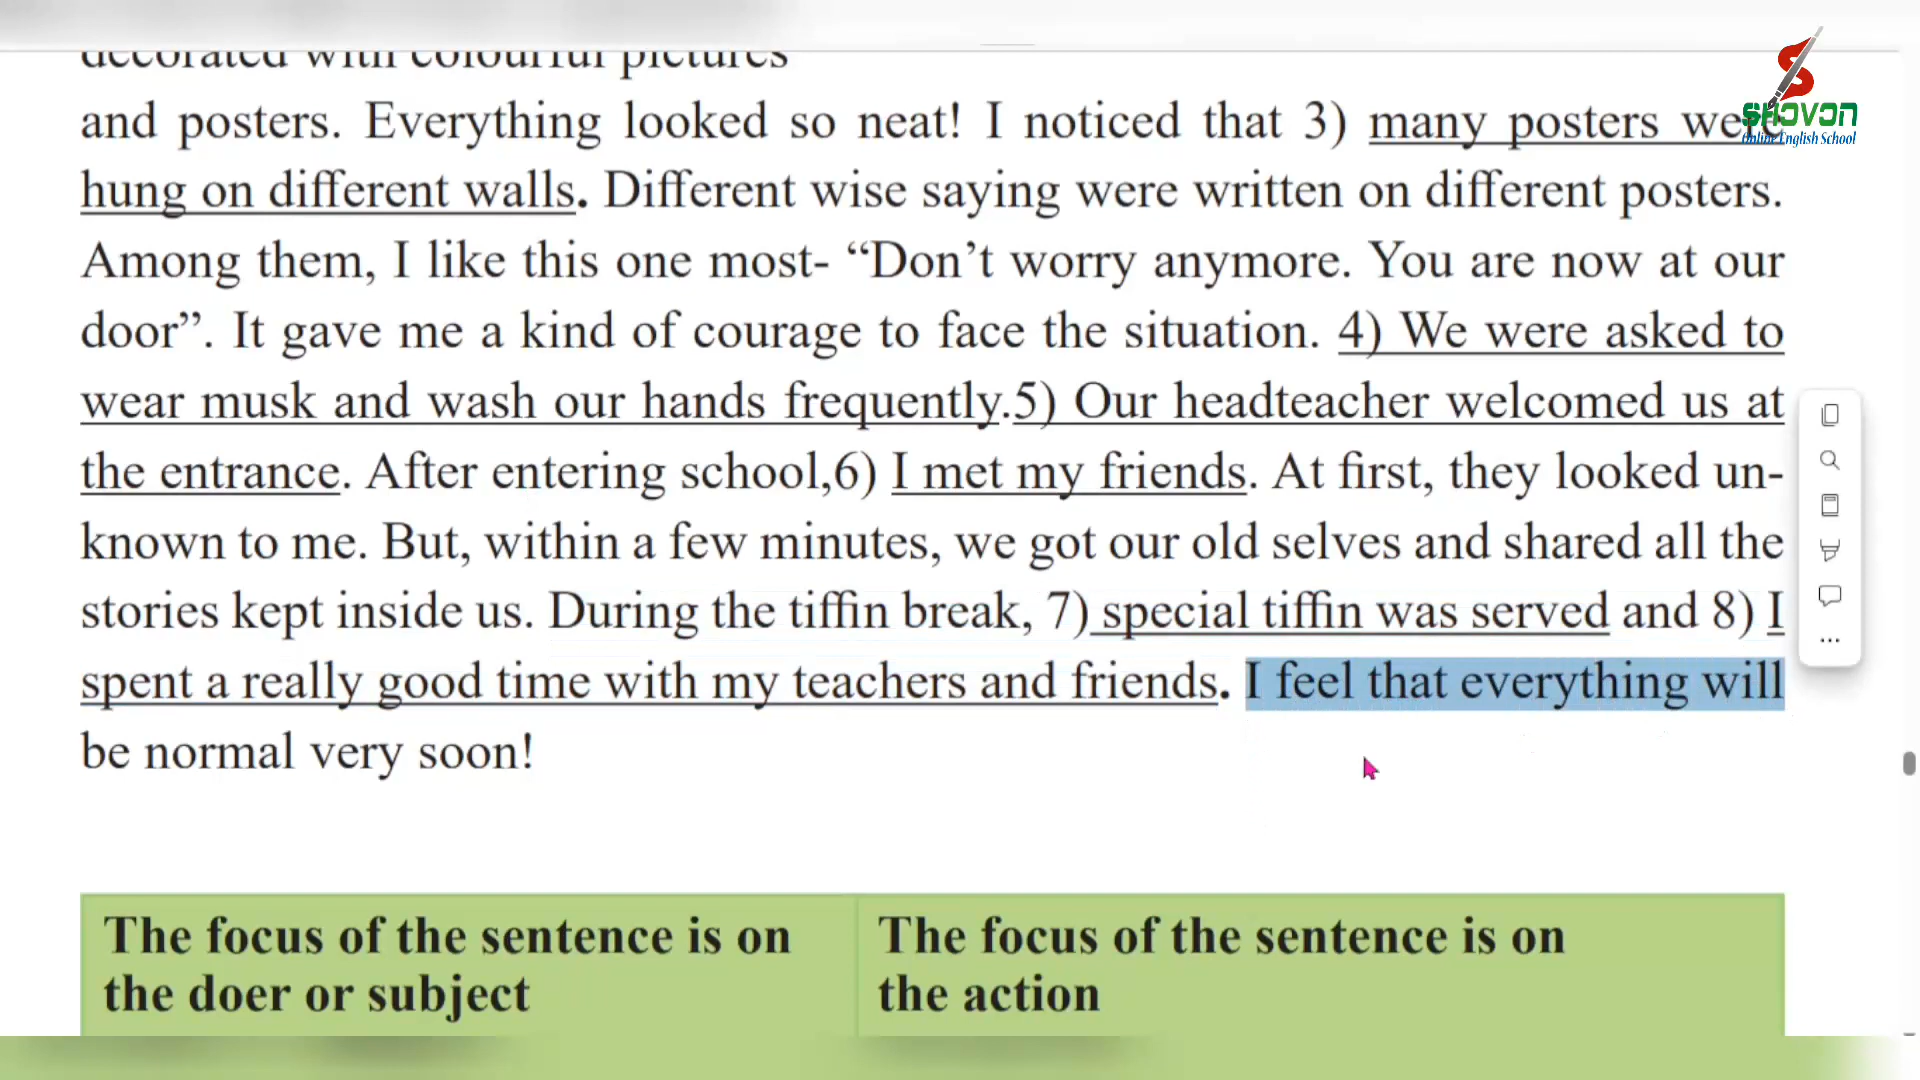 decorated with colourful pictures
and posters. Everything looked so neat! I noticed that 3) many posters were
hung on different walls. Different wise saying were written on different posters.
Among them, I like this one most- “Don’t worry anymore. You are now at our
door”. It gave me a kind of courage to face the situation. 4) We were asked to
wear musk and wash our hands frequently.5) Our headteacher welcomed us at
the entrance. After entering school,6) I met my friends. At first, they looked un-
known to me. But, within a few minutes, we got our old selves and shared all the
stories kept inside us. During the tiffin break, 7) special tiffin was served and 8) I
spent a really good time with my teachers and friends. I feel that everything will
be normal very soon!
The focus of the sentence is on
the doer or subject
The focus of the sentence is on
the action
SHOVON
Online English School